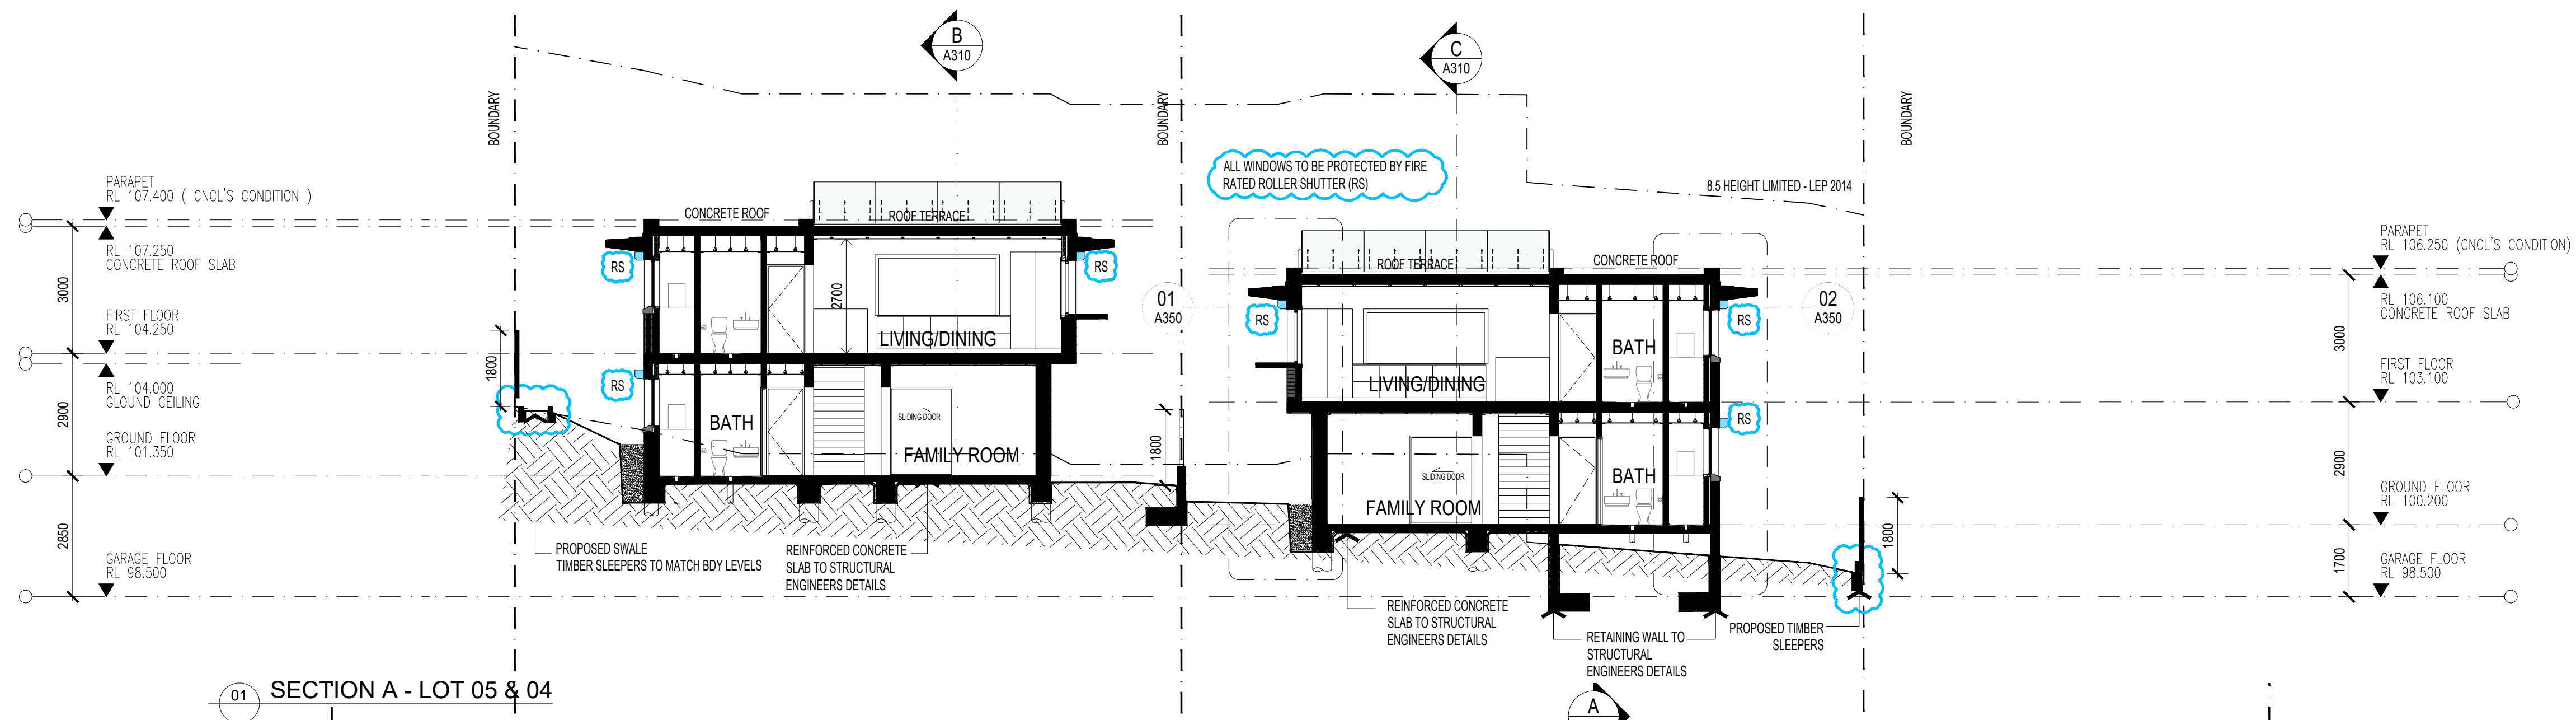 B
A310
C
A310
BOUNDARY
BOUNDARY
BOUNDARY
ALL WINDOWS TO BE PROTECTED BY FIRE
RATED ROLLER SHUTTER (RS)
8.5 HEIGHT LIMITED - LEP 2014
PARAPET
RL 107.400 ( CNCL'S CONDITION )
RL 107.250
CONCRETE ROOF SLAB
FIRST FLOOR
RL 104.250
RL 104.000
GLOUND CEILING
GROUND FLOOR
RL 101.350
GARAGE FLOOR
RL 98.500
3000
2900
2850
1800
CONCRETE ROOF
ROOF TERRACE
RS
RS
RS
2700
LIVING/DINING
BATH
SLIDING DOOR
FAMILY ROOM
1800
PROPOSED SWALE
TIMBER SLEEPERS TO MATCH BDY LEVELS
REINFORCED CONCRETE
SLAB TO STRUCTURAL
ENGINEERS DETAILS
01
A350
ROOF TERRACE
CONCRETE ROOF
RS
RS
RS
02
A350
LIVING/DINING
BATH
SLIDING DOOR
FAMILY ROOM
BATH
1800
REINFORCED CONCRETE
SLAB TO STRUCTURAL
ENGINEERS DETAILS
RETAINING WALL TO
STRUCTURAL
ENGINEERS DETAILS
PROPOSED TIMBER
SLEEPERS
PARAPET
RL 106.250 (CNCL'S CONDITION)
RL 106.100
CONCRETE ROOF SLAB
FIRST FLOOR
RL 103.100
GROUND FLOOR
RL 100.200
GARAGE FLOOR
RL 98.500
3000
2900
1700
01
SECTION A - LOT 05 & 04
A